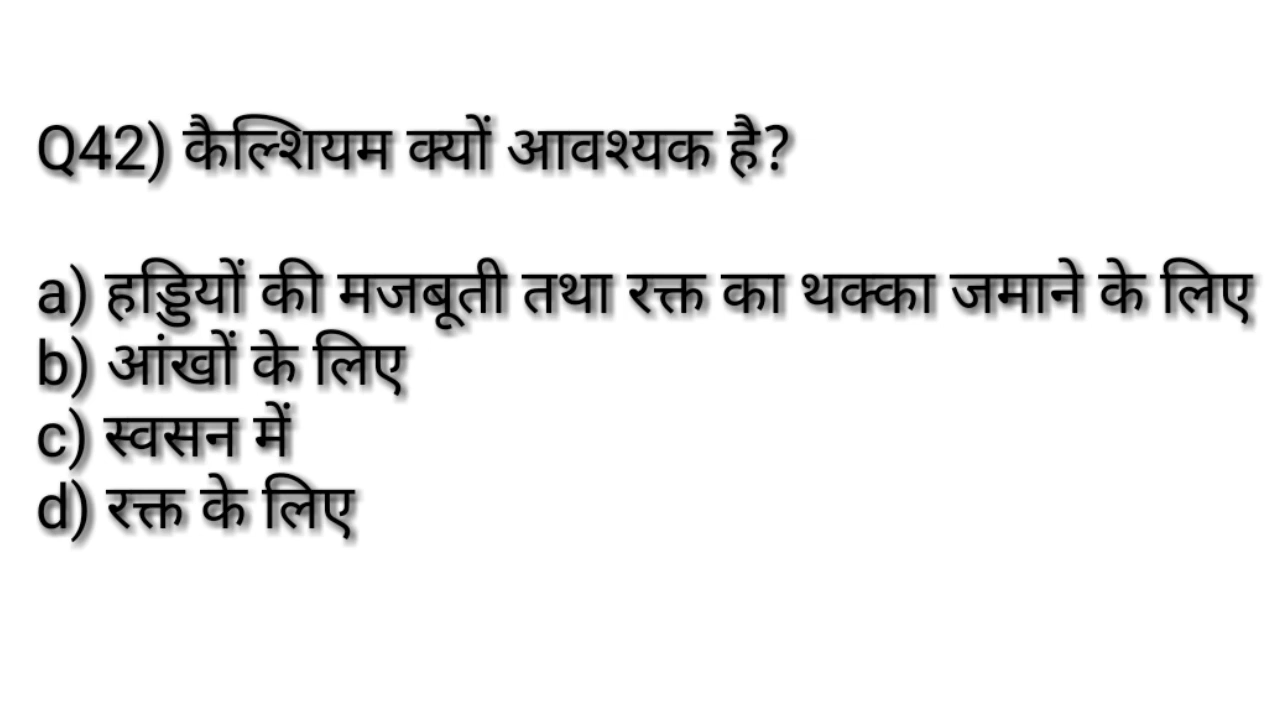 Q42) कैल्शियम क्यों आवश्यक है?
a) हड्डियों की मजबूती तथा रक्त का थक्का जमाने के लिए
b) आंखों के लिए
c) स्वसन में
d) रक्त के लिए